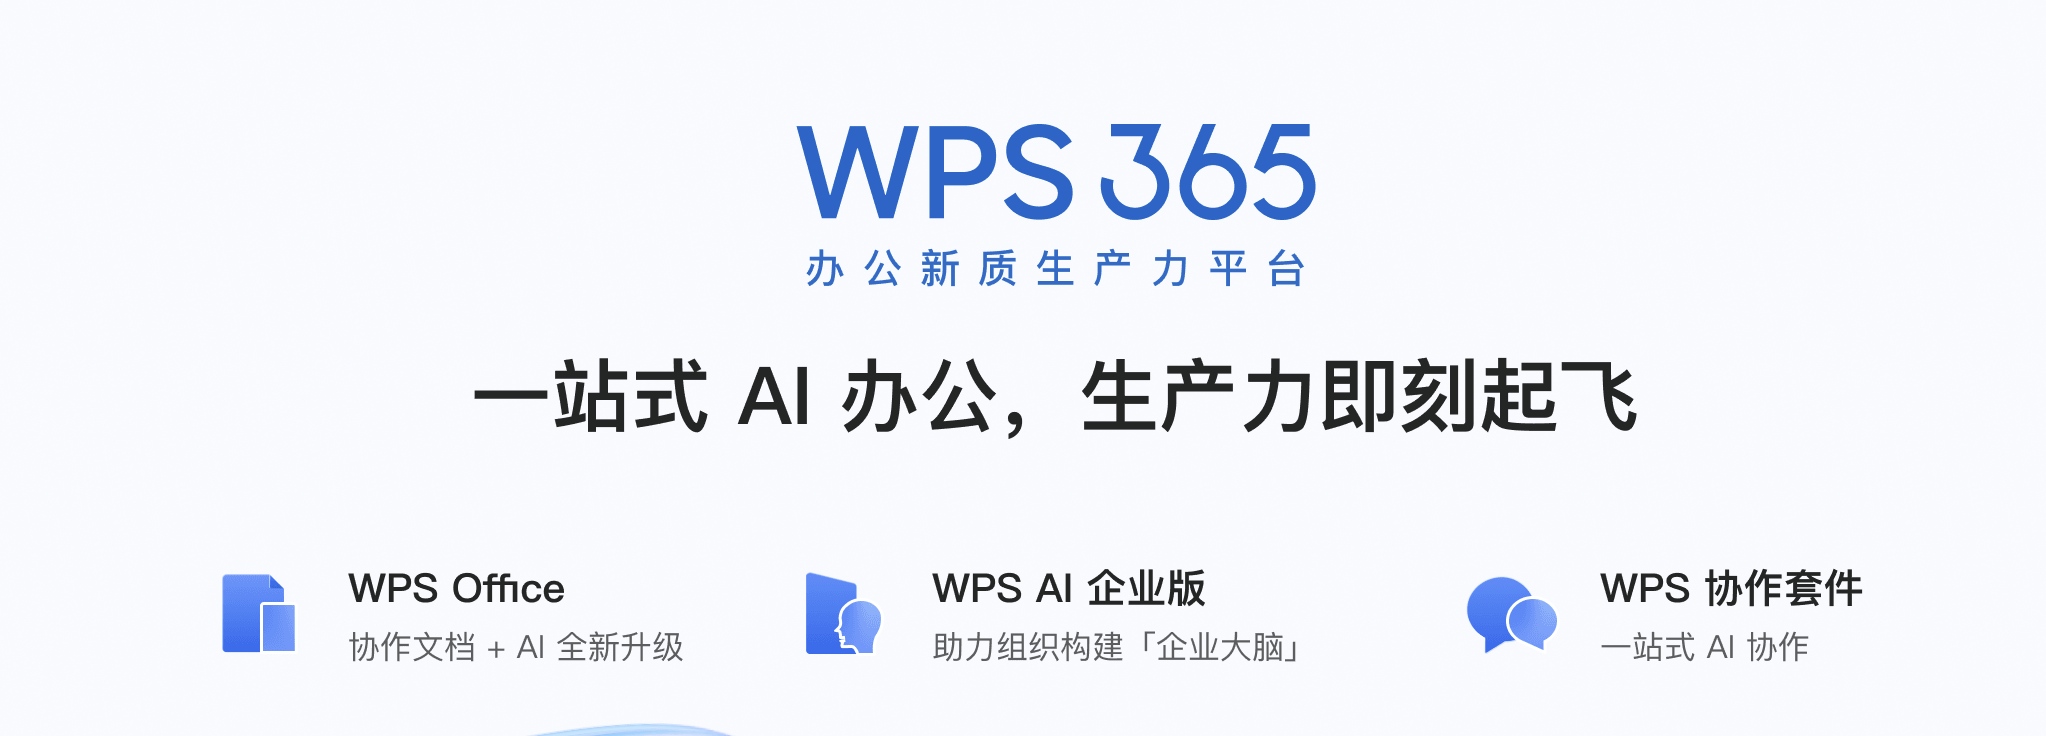 WPS 365
办公新质生产力平台
一站式 AI 办公，生产力即刻起飞
WPS Office
协作文档 + AI 全新升级
WPS AI 企业版
助力组织构建「企业大脑」
WPS 协作套件
一站式 AI 协作